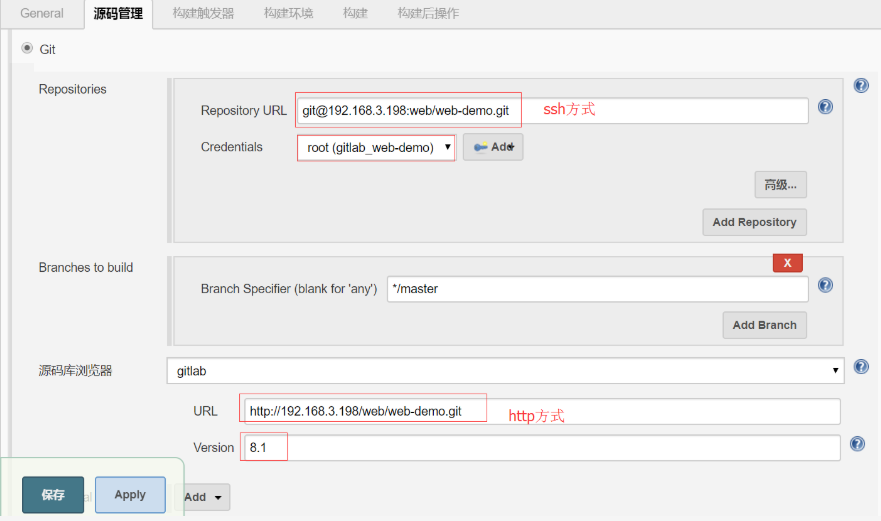 General 源码管理 构建触发器 构建环境 构建 构建后操作
Git
Repositories
Repository URL git@192.168.3.198:web/web-demo.git ssh方式
Credentials root (gitlab_web-demo) Add
高级...
Add Repository
Branches to build
X
Branch Specifier (blank for 'any') */master
Add Branch
源码库浏览器 gitlab
URL http://192.168.3.198/web/web-demo.git http方式
Version 8.1
保存 Apply Add